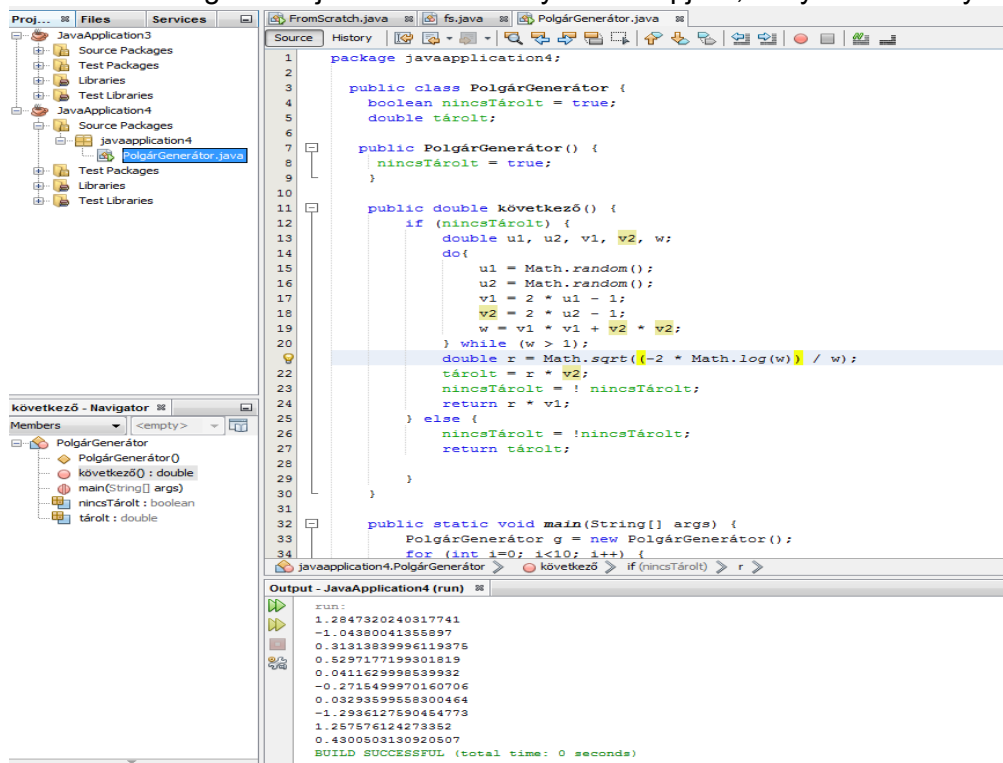 Proj... Files Services
JavaApplication3
Source Packages
Test Packages
Libraries
Test Libraries
JavaApplication4
Source Packages
javaapplication4
PolgárGenerátor.java
Test Packages
Libraries
Test Libraries
következő - Navigator
Members <empty>
PolgárGenerátor
PolgárGenerátor()
következő() : double
main(String[] args)
nincsTárolt : boolean
tárolt : double
FromScratch.java fs.java PolgárGenerátor.java
Source History
1 package javaapplication4;
2
3 public class PolgárGenerátor {
4 boolean nincsTárolt = true;
5 double tárolt;
6
7 public PolgárGenerátor() {
8 nincsTárolt = true;
9 }
10
11 public double következő() {
12 if (nincsTárolt) {
13 double u1, u2, v1, v2, w;
14 do{
15 u1 = Math.random();
16 u2 = Math.random();
17 v1 = 2 * u1 - 1;
18 v2 = 2 * u2 - 1;
19 w = v1 * v1 + v2 * v2;
20 } while (w > 1);
double r = Math.sqrt((-2 * Math.log(w)) / w);
22 tárolt = r * v2;
23 nincsTárolt = ! nincsTárolt;
24 return r * v1;
25 } else {
26 nincsTárolt = !nincsTárolt;
27 return tárolt;
28
29 }
30 }
31
32 public static void main(String[] args) {
33 PolgárGenerátor g = new PolgárGenerátor();
34 for (int i=0; i<10; i++) {
javaapplication4.PolgárGenerátor következő if (nincsTárolt) r
Output - JavaApplication4 (run)
run:
1.2847320240317741
-1.04380041355897
0.31313839996119375
0.5297177199301819
0.0411629998539932
-0.2715499970160706
0.03293599558300464
-1.2936127590454773
1.257576124273352
0.4300503130920507
BUILD SUCCESSFUL (total time: 0 seconds)